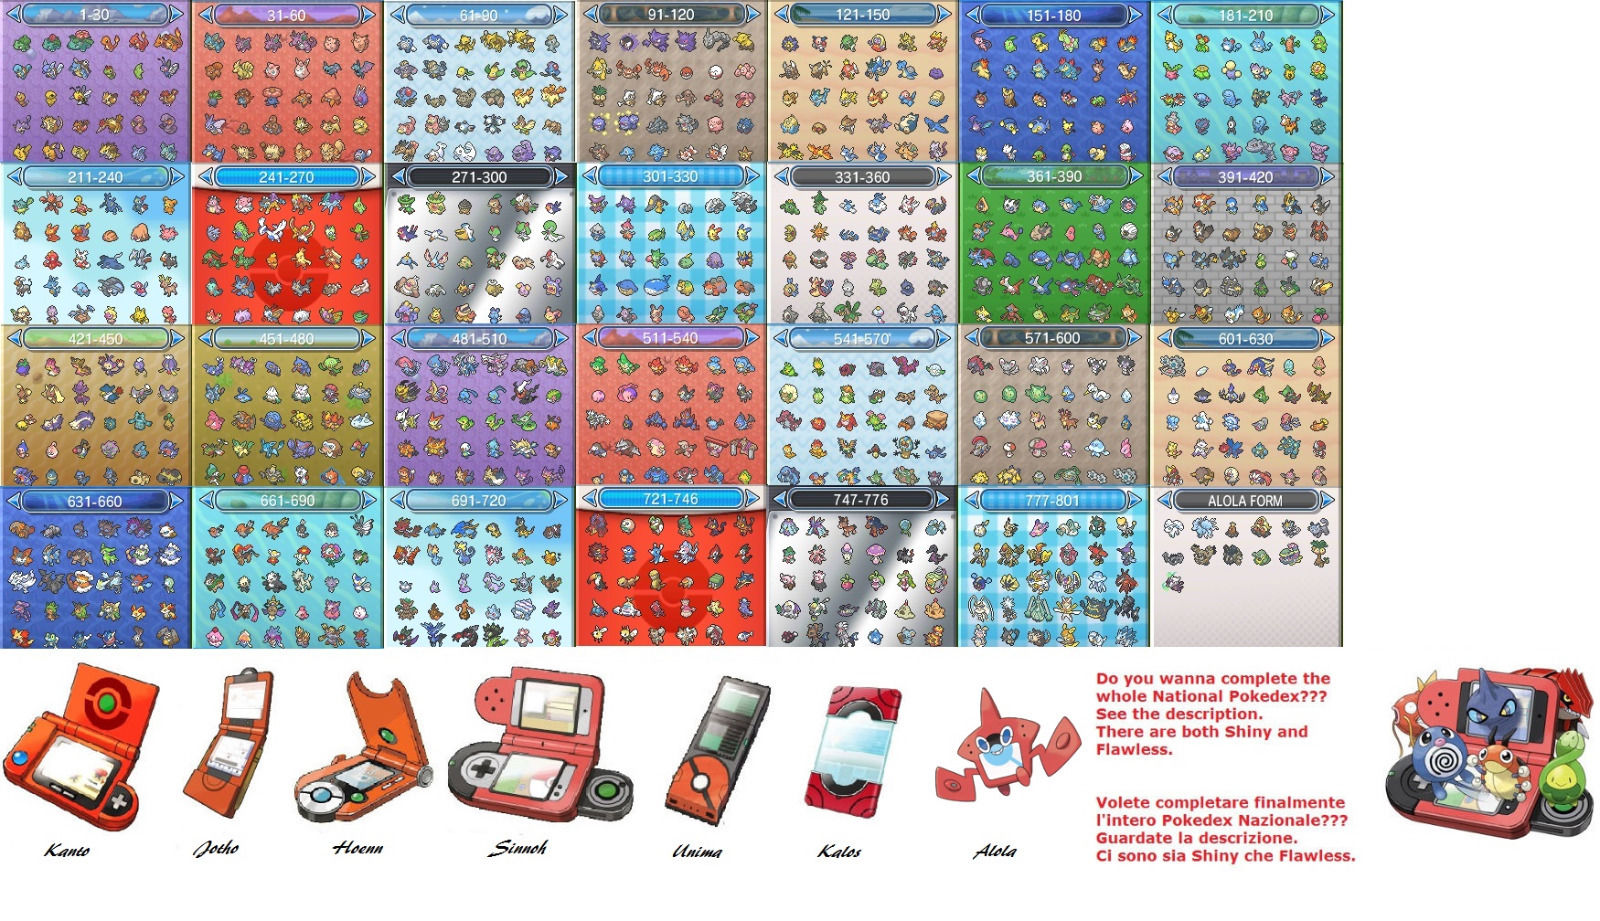 1-30
31-60
61-90
91-120
121-150
151-180
181-210
211-240
241-270
271-300
301-330
331-360
361-390
391-420
421-450
451-480
481-510
511-540
541-570
571-600
601-630
631-660
661-690
691-720
721-746
747-776
777-801
ALOLA FORM
Kanto
Jotho
Hoenn
Sinnoh
Unima
Kalos
Alola
Do you wanna complete the
whole National Pokedex???
See the description.
There are both Shiny and
Flawless.
Volete completare finalmente
l'intero Pokedex Nazionale???
Guardate la descrizione.
Ci sono sia Shiny che Flawless.